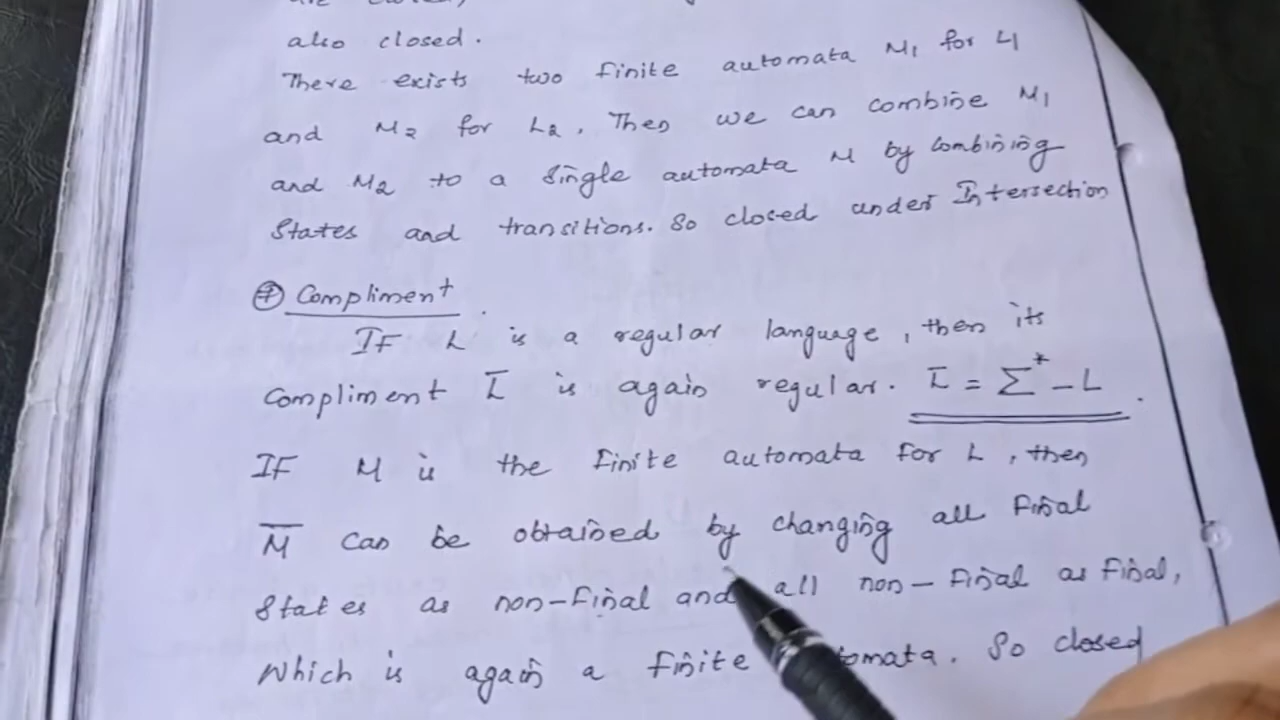 also closed.
There exists two finite automata M1 for L1
and M2 for L2. Then we can combine M1
and M2 to a single automata M by combining
states and transitions. So closed under Intersection
⑦ Compliment
IF L is a regular language, then its
compliment L̅ is again regular. L̅ = Σ* - L.
IF M is the finite automata for L, then
M̅ can be obtained by changing all final
states as non-final and all non-final as final,
which is again a finite. So closed